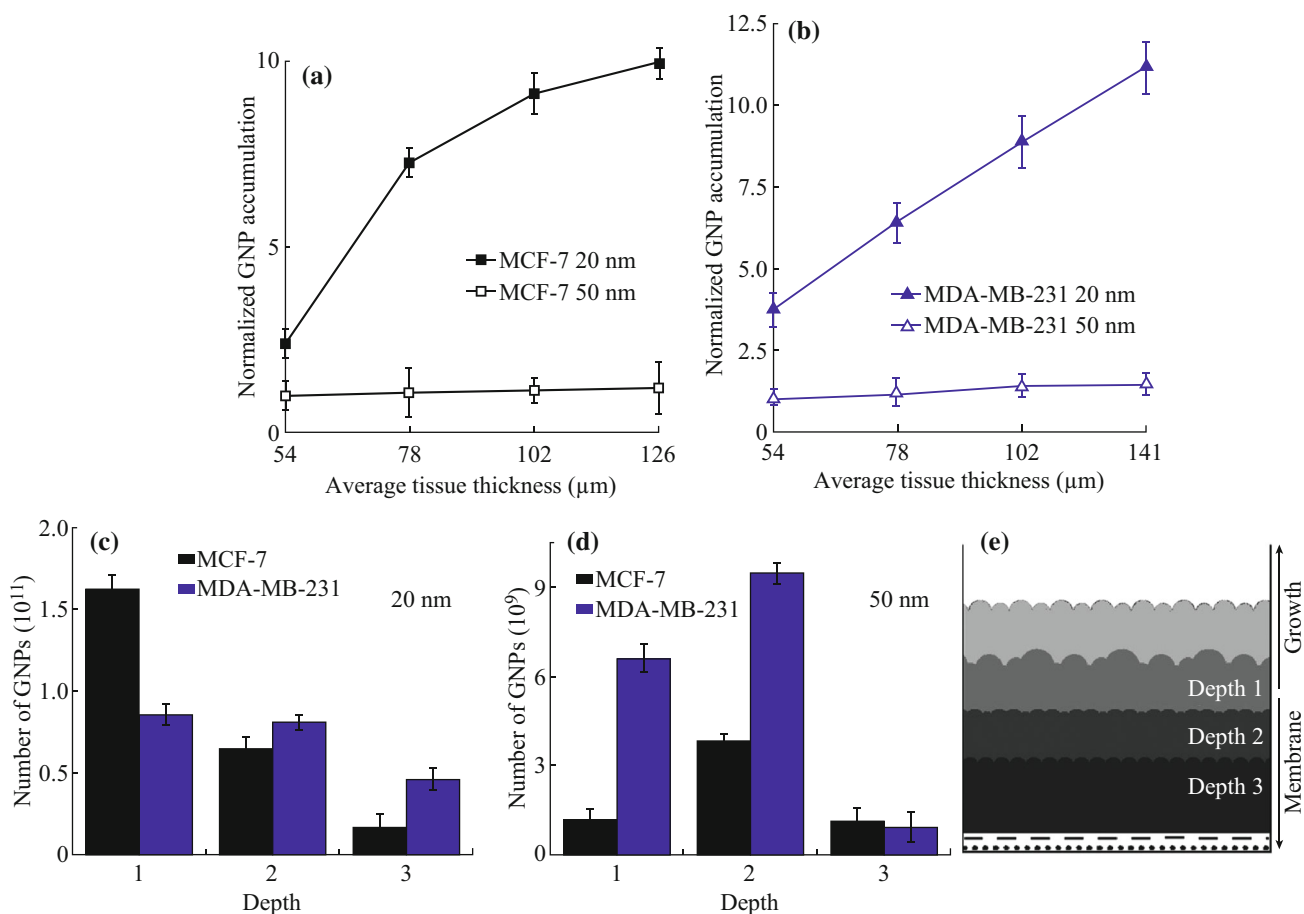 (a)
Normalized GNP accumulation
10
5
0
MCF-7 20 nm
MCF-7 50 nm
54 78 102 126
Average tissue thickness (µm)
(b)
Normalized GNP accumulation
12.5
10.0
7.5
5.0
2.5
0
MDA-MB-231 20 nm
MDA-MB-231 50 nm
54 78 102 141
Average tissue thickness (µm)
(c)
Number of GNPs (10¹¹)
2.0
1.5
1.0
0.5
0
MCF-7
MDA-MB-231
20 nm
1 2 3
Depth
(d)
Number of GNPs (10⁹)
9
6
3
0
MCF-7
MDA-MB-231
50 nm
1 2 3
Depth
(e)
Depth 1
Depth 2
Depth 3
Growth
Membrane